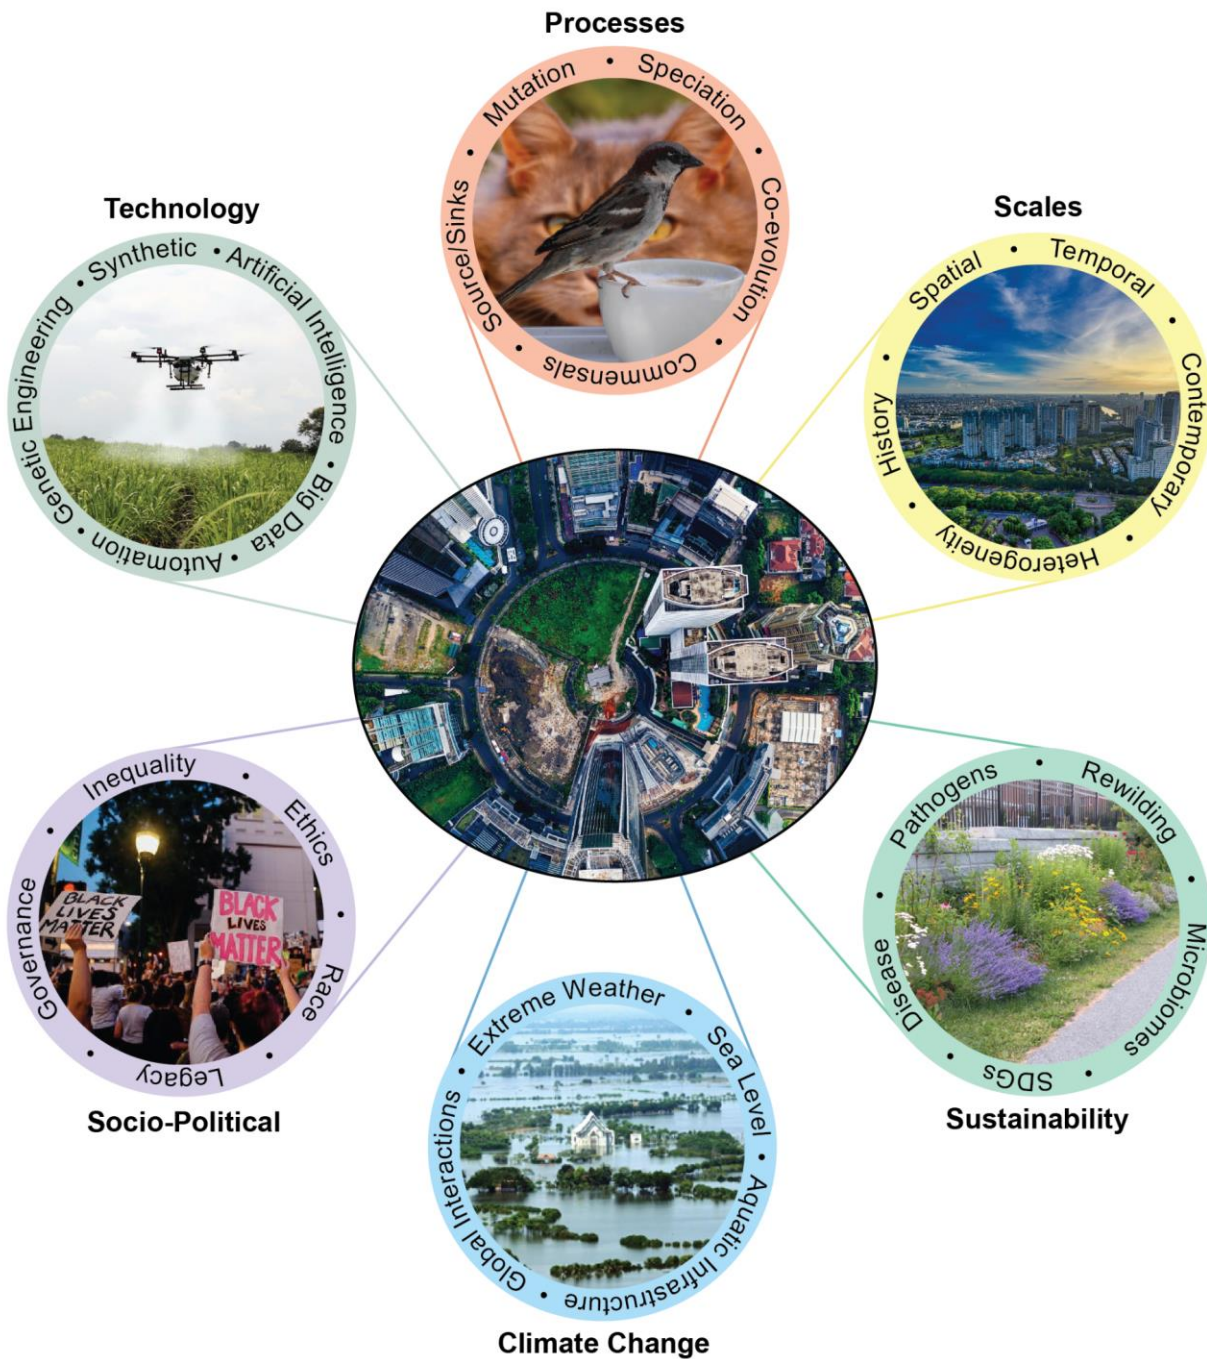 Processes
Mutation • Speciation • Co-evolution • Commensals • Source/Sinks •
Technology
Synthetic • Artificial Intelligence • Big Data • Automation • Genetic Engineering •
Scales
Spatial • Temporal • Contemporary • Heterogeneity • History •
Inequality • Ethics • Race • Legacy • Governance •
BLACK
LIVES
MATTER
BLACK
LIVES
MATTER
Socio-Political
Pathogens • Rewilding • Microbiomes • SDGs • Disease •
Sustainability
Extreme Weather • Sea Level • Aquatic Infrastructure • Global Interactions •
Climate Change